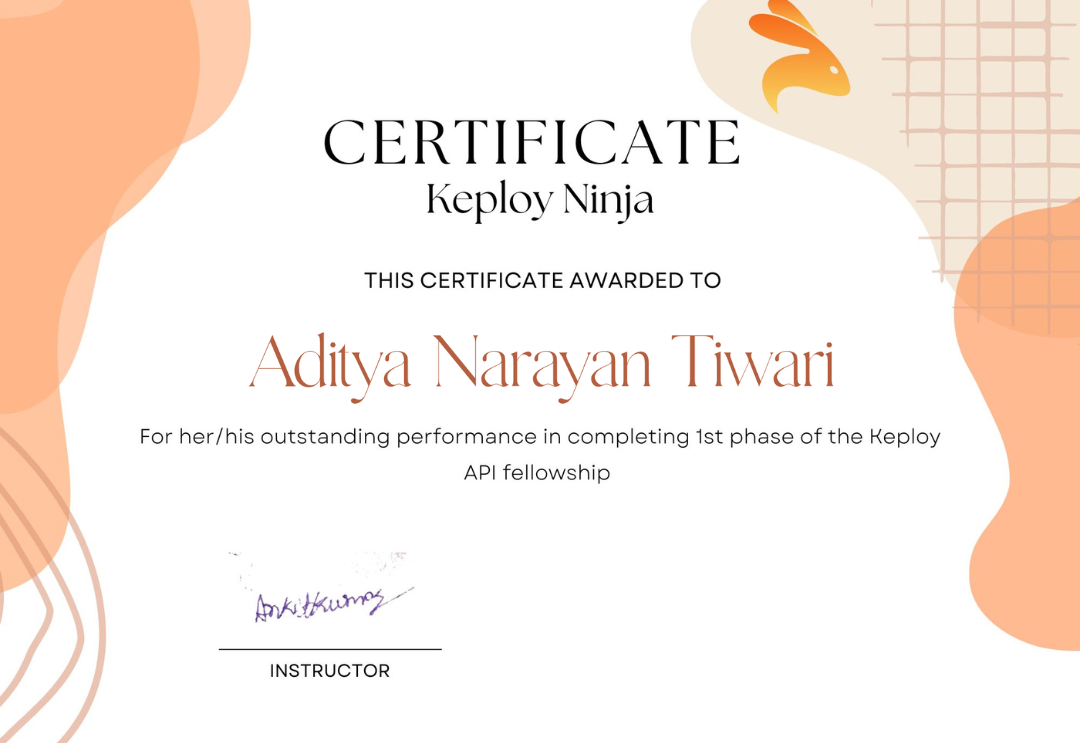 CERTIFICATE
Keploy Ninja
THIS CERTIFICATE AWARDED TO
Aditya Narayan Tiwari
For her/his outstanding performance in completing 1st phase of the Keploy
API fellowship
INSTRUCTOR